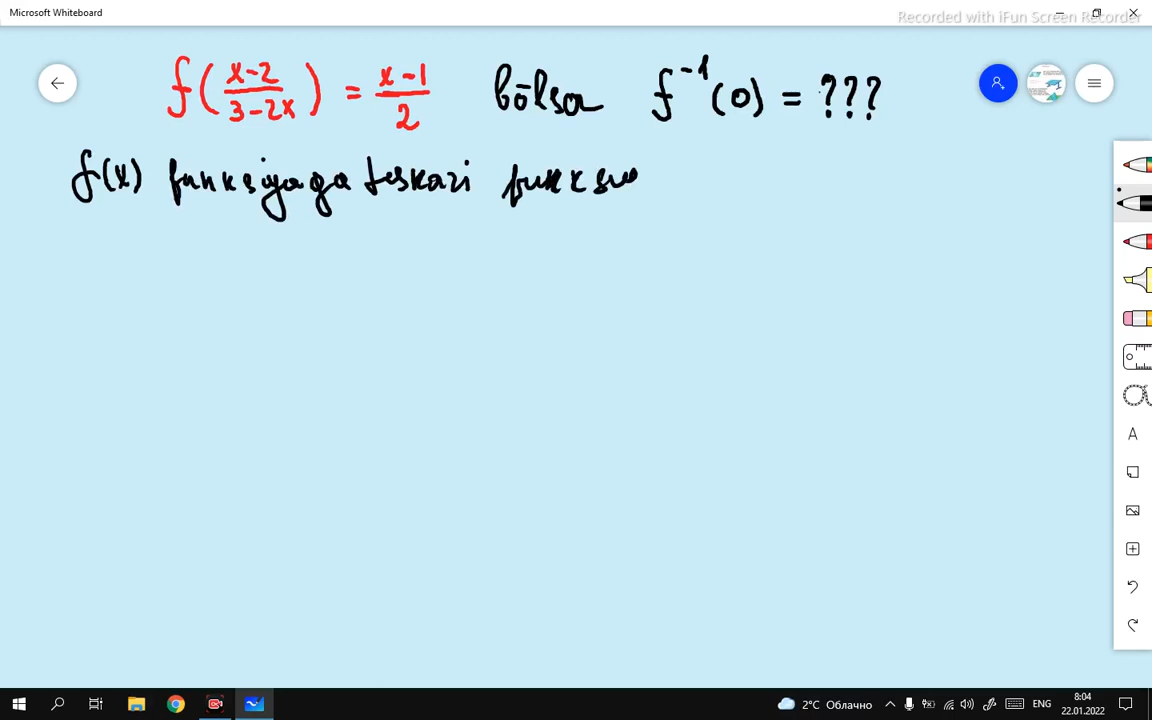 Microsoft Whiteboard
Recorded with iFun Screen Recorder
f((x-2)/(3-2x)) = (x-1)/2 bōlsa f⁻¹(0) = ???
f(x) funksiyaga teskari funksi
A
2°C Облачно
ENG
8:04
22.01.2022